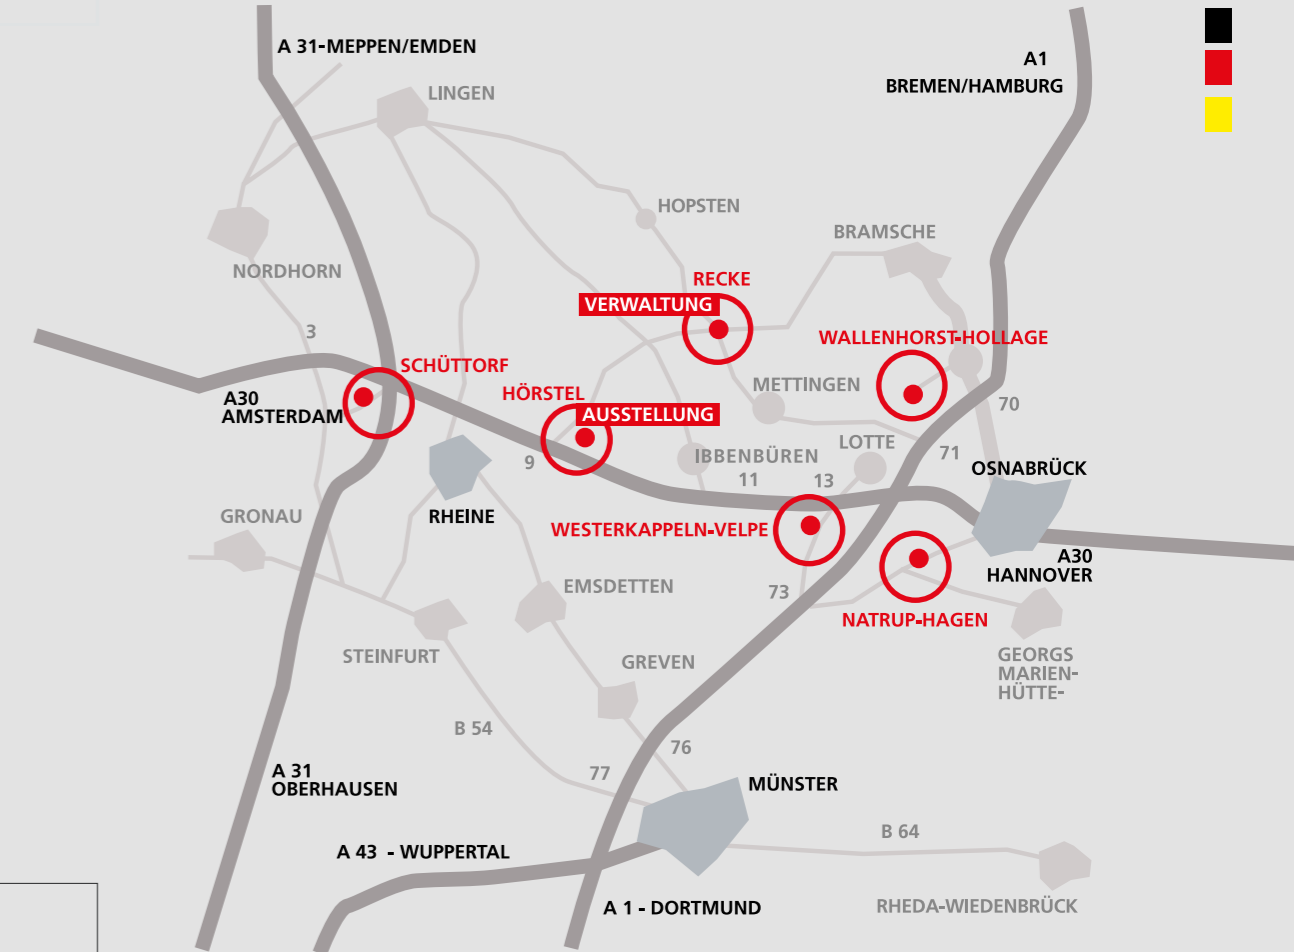 A 31-MEPPEN/EMDEN
A1
BREMEN/HAMBURG
LINGEN
HOPSTEN
BRAMSCHE
NORDHORN
RECKE
VERWALTUNG
3
WALLENHORST-HOLLAGE
SCHÜTTORF
METTINGEN
HÖRSTEL
A30
AMSTERDAM
AUSSTELLUNG
70
LOTTE
71
IBBENBÜREN
9
OSNABRÜCK
11
13
GRONAU
RHEINE
WESTERKAPPELN-VELPE
A30
HANNOVER
EMSDETTEN
73
NATRUP-HAGEN
STEINFURT
GREVEN
GEORGS
MARIEN-
HÜTTE-
B 54
76
77
A 31
OBERHAUSEN
MÜNSTER
B 64
A 43 - WUPPERTAL
A 1 - DORTMUND
RHEDA-WIEDENBRÜCK